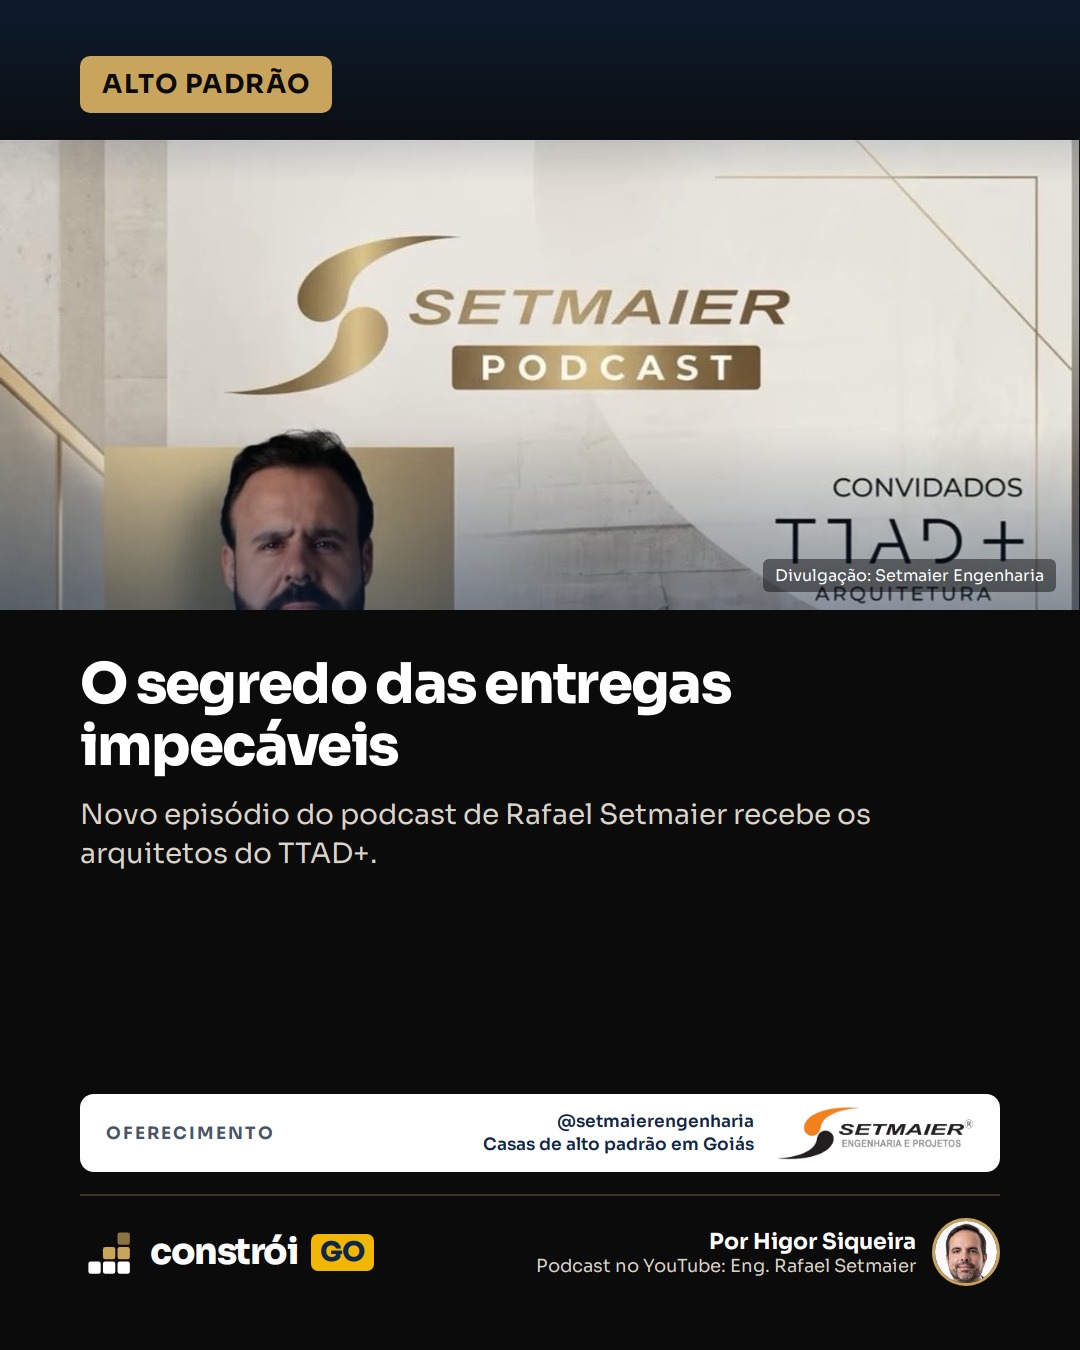 ALTO PADRÃO
SETMAIER
PODCAST
CONVIDADOS
TTAD+
Divulgação: Setmaier Engenharia
ARQUITETURA
O segredo das entregas
impecáveis
Novo episódio do podcast de Rafael Setmaier recebe os
arquitetos do TTAD+.
OFERECIMENTO
@setmaierengenharia
Casas de alto padrão em Goiás
SETMAIER®
ENGENHARIA E PROJETOS
constrói GO
Por Higor Siqueira
Podcast no YouTube: Eng. Rafael Setmaier